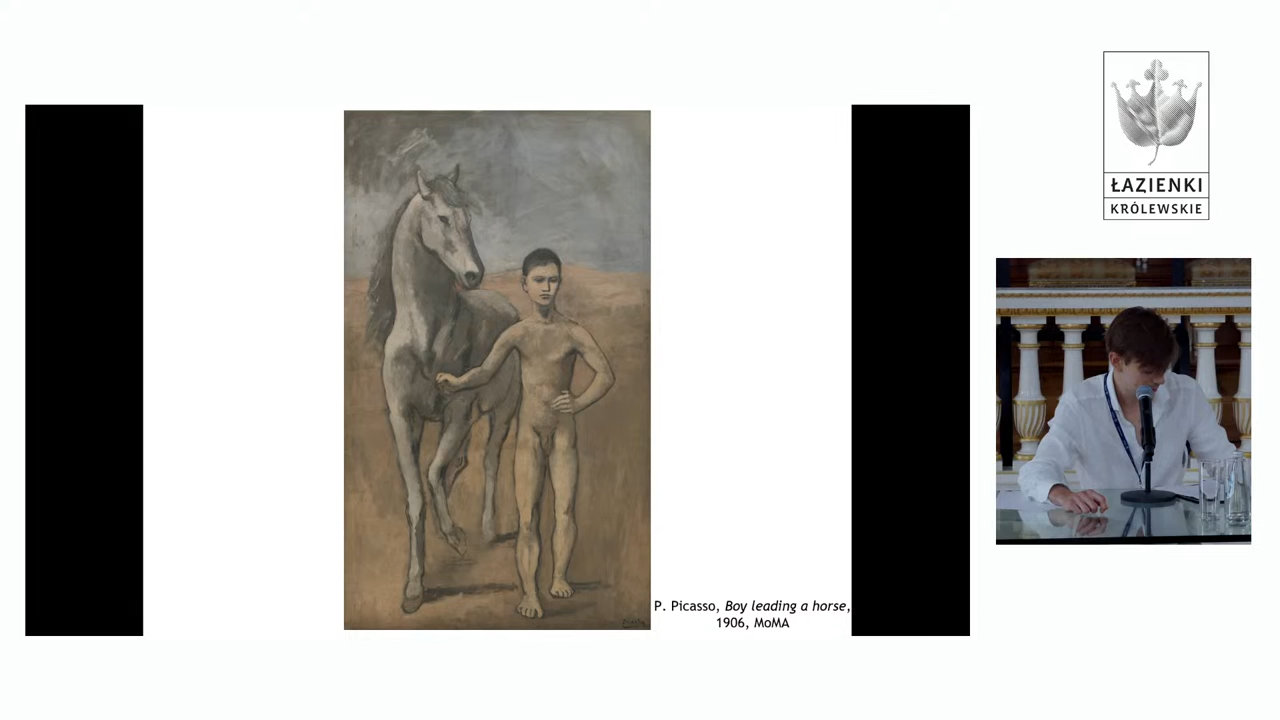 ŁAZIENKI
KRÓLEWSKIE
P. Picasso, Boy leading a horse,
1906, MoMA